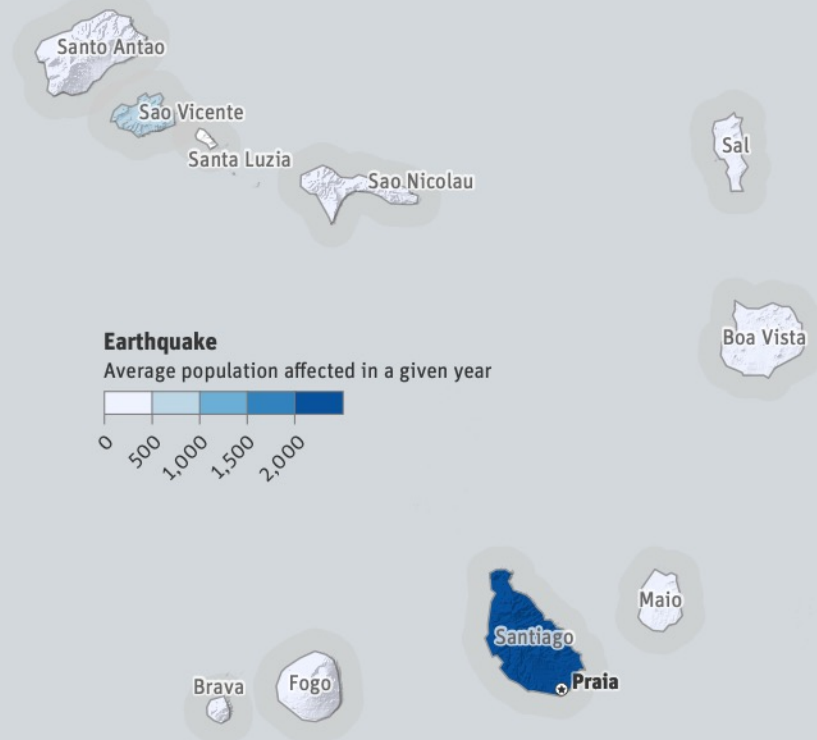 Santo Antao
Sao Vicente
Santa Luzia
Sao Nicolau
Sal
Boa Vista
Earthquake
Average population affected in a given year
0
500
1,000
1,500
2,000
Maio
Santiago
Praia
Fogo
Brava